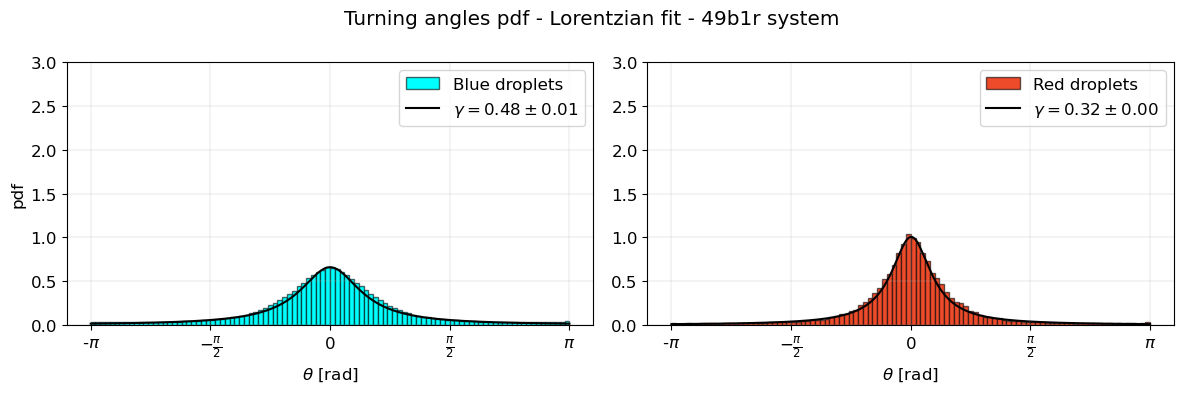 Turning angles pdf - Lorentzian fit - 49b1r system
pdf
3.0
2.5
2.0
1.5
1.0
0.5
0.0
Blue droplets
γ = 0.48 ± 0.01
-π
−π/2
0
π/2
π
θ [rad]
3.0
2.5
2.0
1.5
1.0
0.5
0.0
Red droplets
γ = 0.32 ± 0.00
-π
−π/2
0
π/2
π
θ [rad]